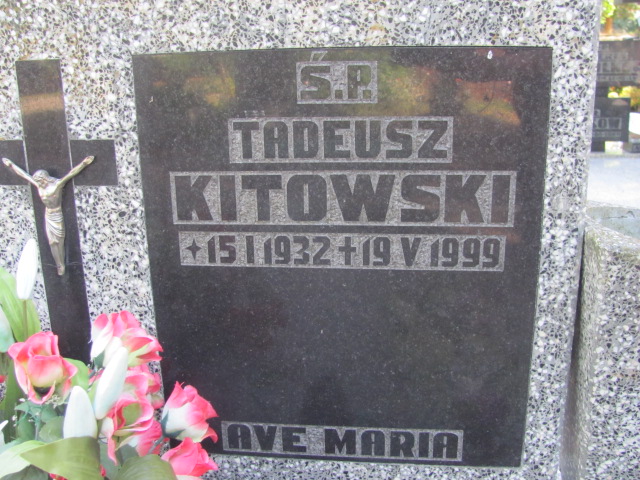 Ś.P.
TADEUSZ
KITOWSKI
✦15 I 1932 ✝ 19 V 1999
AVE MARIA